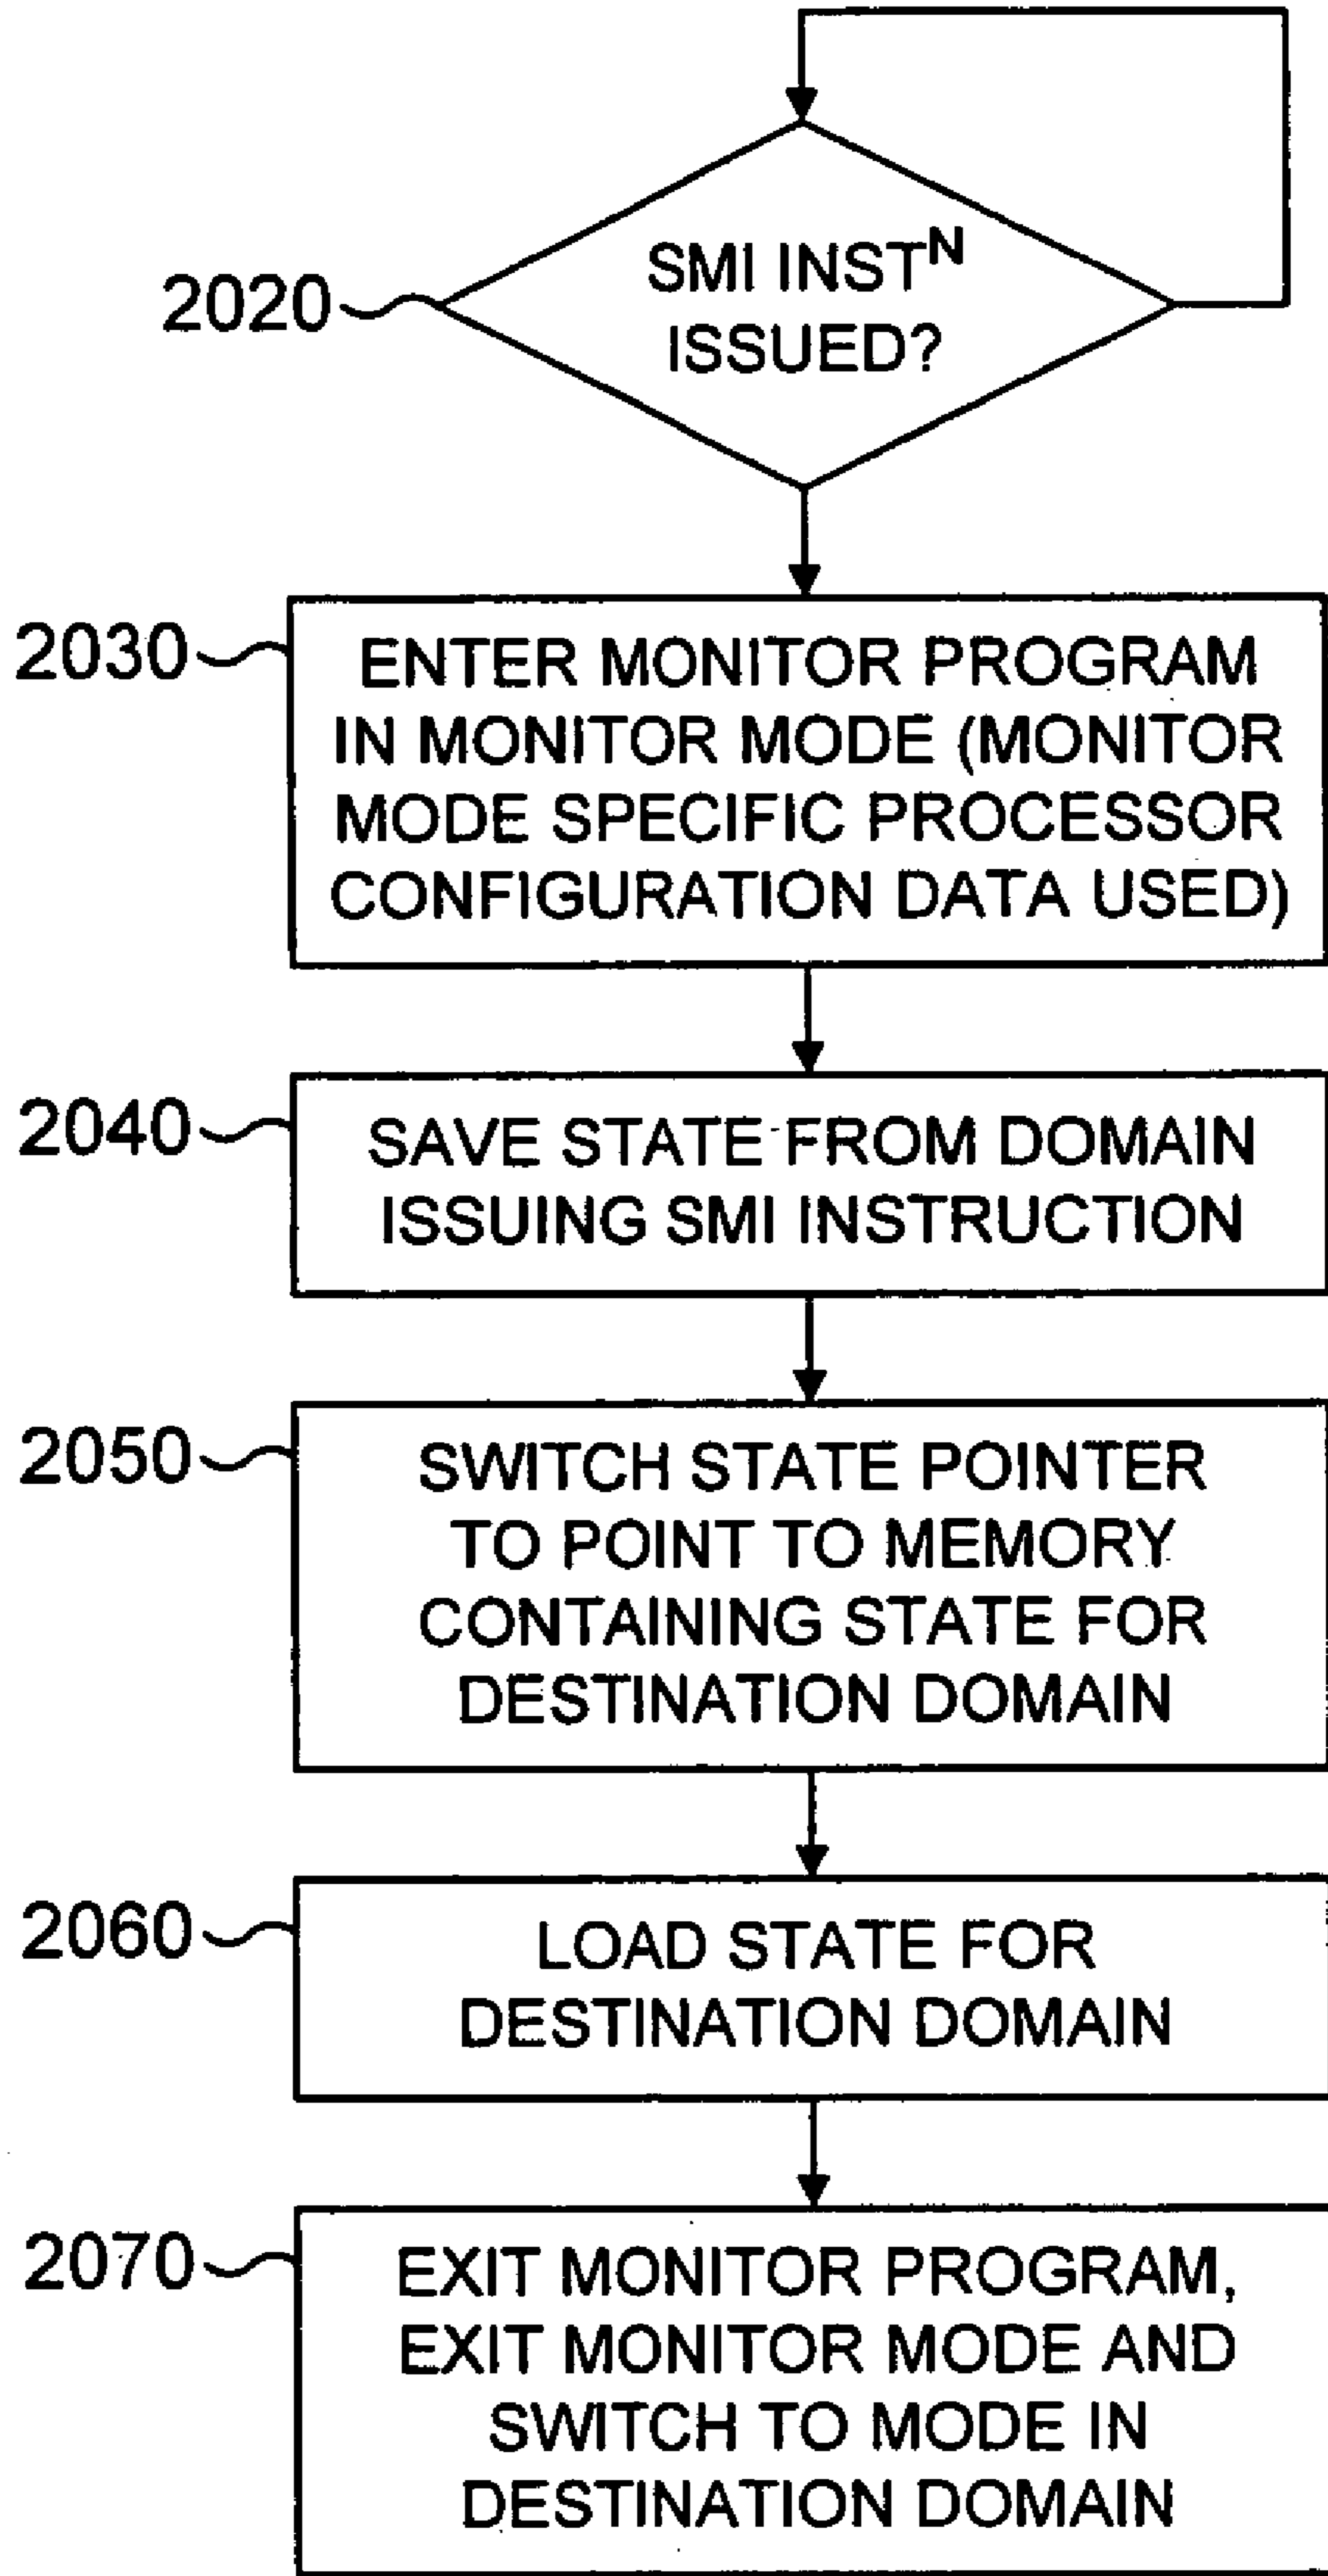 SMI INSTᴺ
2020
ISSUED?
2030
ENTER MONITOR PROGRAM
IN MONITOR MODE (MONITOR
MODE SPECIFIC PROCESSOR
CONFIGURATION DATA USED)
2040
SAVE STATE FROM DOMAIN
ISSUING SMI INSTRUCTION
2050
SWITCH STATE POINTER
TO POINT TO MEMORY
CONTAINING STATE FOR
DESTINATION DOMAIN
2060
LOAD STATE FOR
DESTINATION DOMAIN
2070
EXIT MONITOR PROGRAM,
EXIT MONITOR MODE AND
SWITCH TO MODE IN
DESTINATION DOMAIN